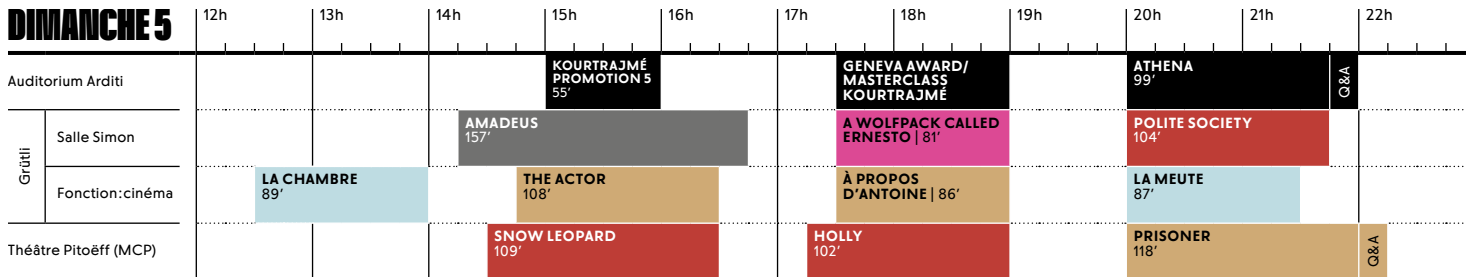 DIMANCHE 5
12h 13h 14h 15h 16h 17h 18h 19h 20h 21h 22h
Auditorium Arditi
KOURTRAJMÉ
PROMOTION 5
55’
GENEVA AWARD/
MASTERCLASS
KOURTRAJMÉ
ATHENA
99’
Q&A
Grütli
Salle Simon
AMADEUS
157’
A WOLFPACK CALLED
ERNESTO | 81’
POLITE SOCIETY
104’
Fonction:cinéma
LA CHAMBRE
89’
THE ACTOR
108’
À PROPOS
D’ANTOINE | 86’
LA MEUTE
87’
Théâtre Pitoëff (MCP)
SNOW LEOPARD
109’
HOLLY
102’
PRISONER
118’
Q&A